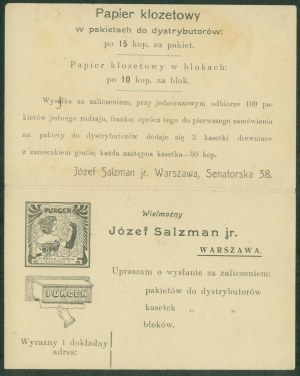 Papier klozetowy
w pakietach do dystrybutorów:
po 15 kop. za pakiet.
Papier klozetowy w blokach:
po 10 kop. za blok.
Wysyłka za zaliczeniem; przy jednorazowym odbiorze 100 pa-
kietów jednego rodzaju, franko; oprócz tego do pierwszego zamówienia
na pakiety do dystrybutorów dodaje się 3 kasetki drewniane
z zameczkiem gratis; każda następna kasetka—50 kop.
Józef Salzman jr. Warszawa, Senatorska 38.
PURGEN
PURGEN
Wyraźny i dokładny
adres:
Wielmożny
Józef Salzman jr.
WARSZAWA.
Upraszam o wysłanie za zaliczeniem:
pakietów do dystrybutorów
kasetek „ „
bloków.